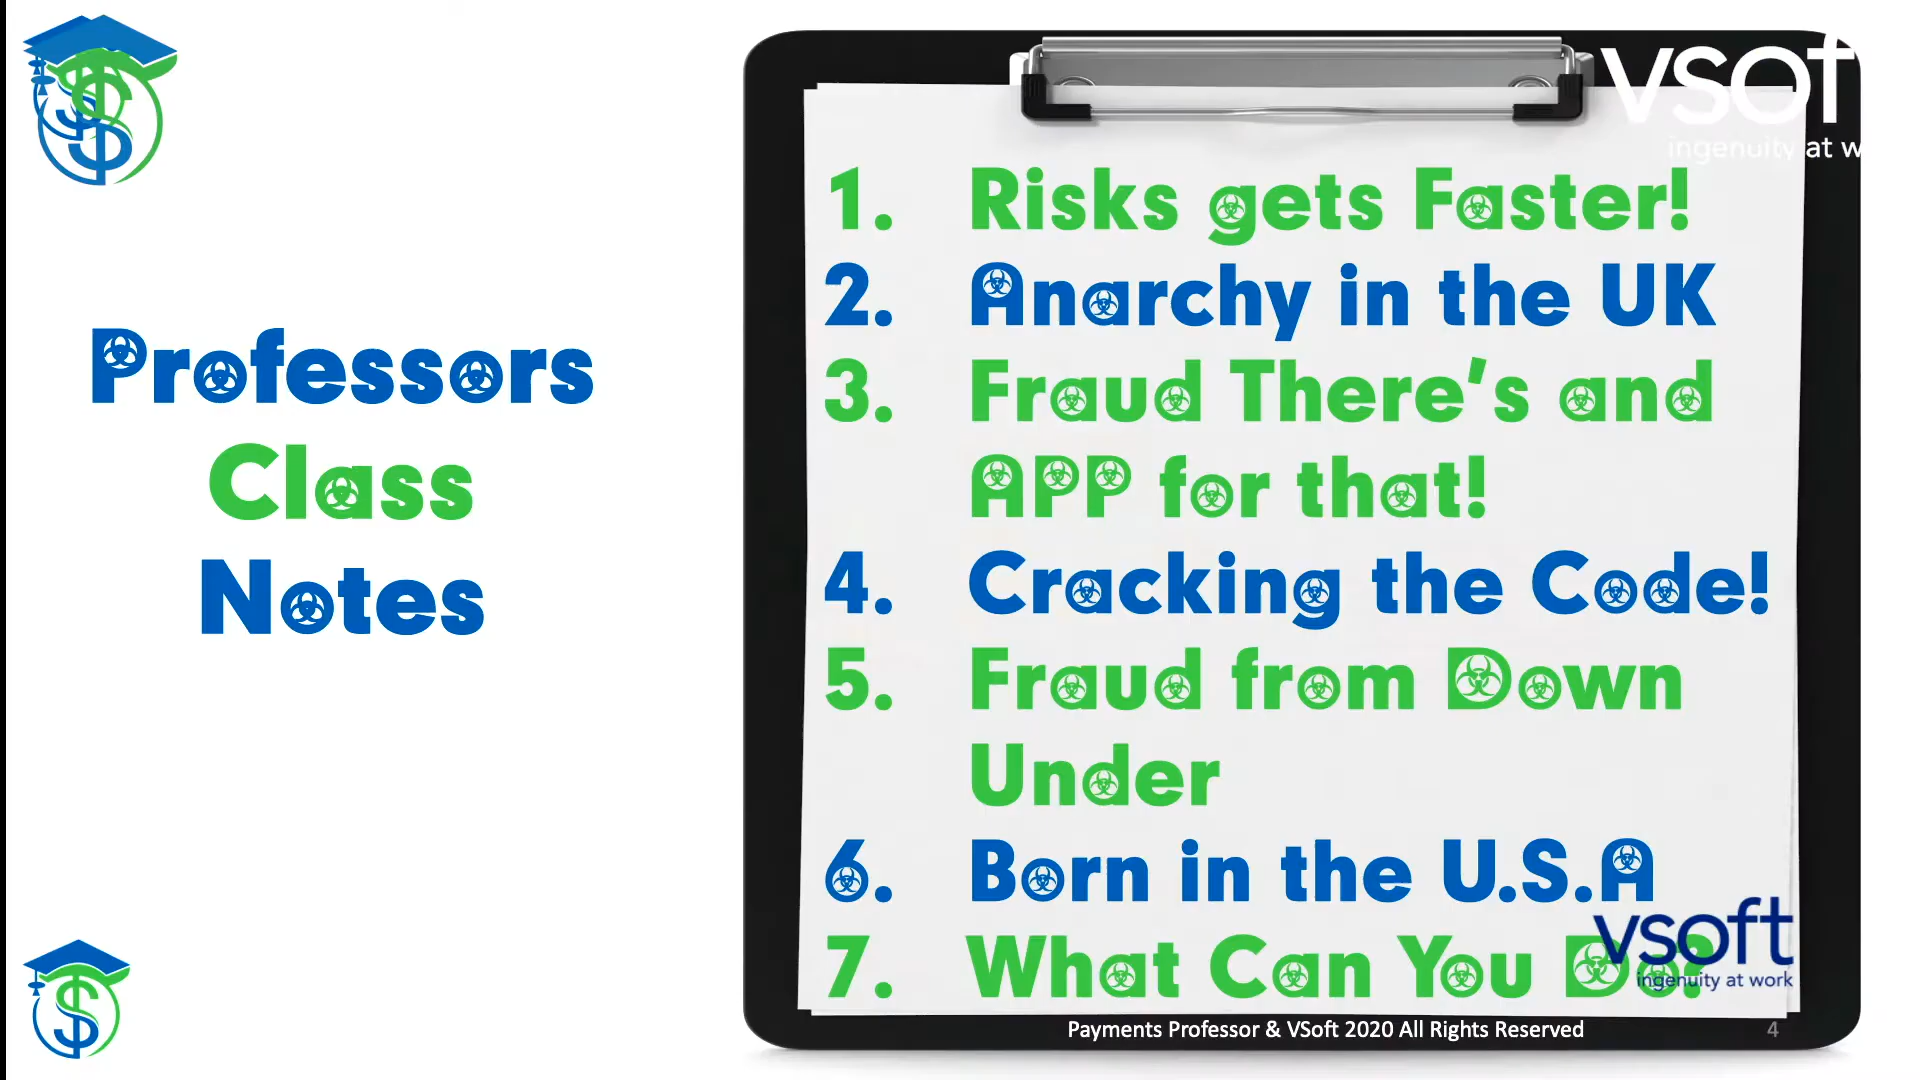 vsoft
ingenuity at w
Professors
Class
Notes
1. Risks gets Faster!
2. Anarchy in the UK
3. Fraud There's and
APP for that!
4. Cracking the Code!
5. Fraud from Down
Under
6. Born in the U.S.A
7. What Can You Do?
vsoft
ingenuity at work
Payments Professor & VSoft 2020 All Rights Reserved
4